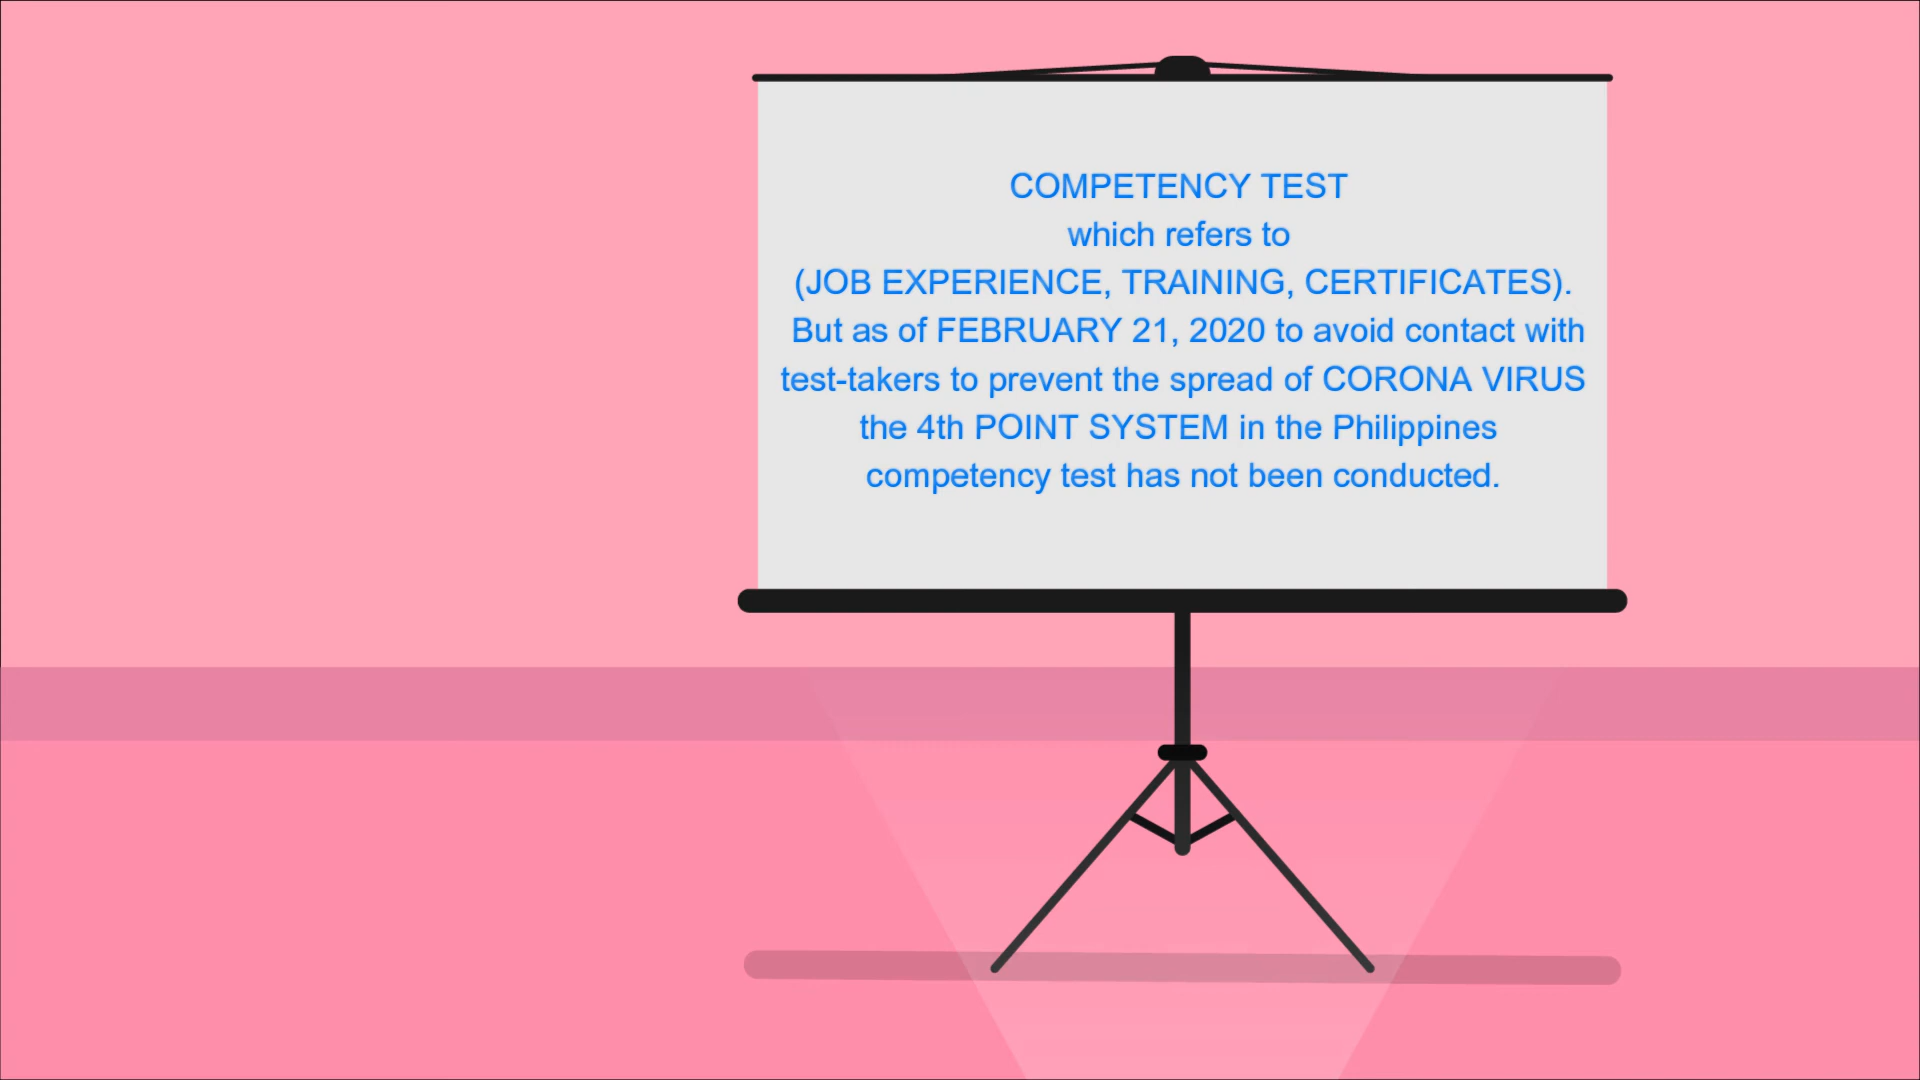 COMPETENCY TEST
which refers to
(JOB EXPERIENCE, TRAINING, CERTIFICATES).
But as of FEBRUARY 21, 2020 to avoid contact with
test-takers to prevent the spread of CORONA VIRUS
the 4th POINT SYSTEM in the Philippines
competency test has not been conducted.